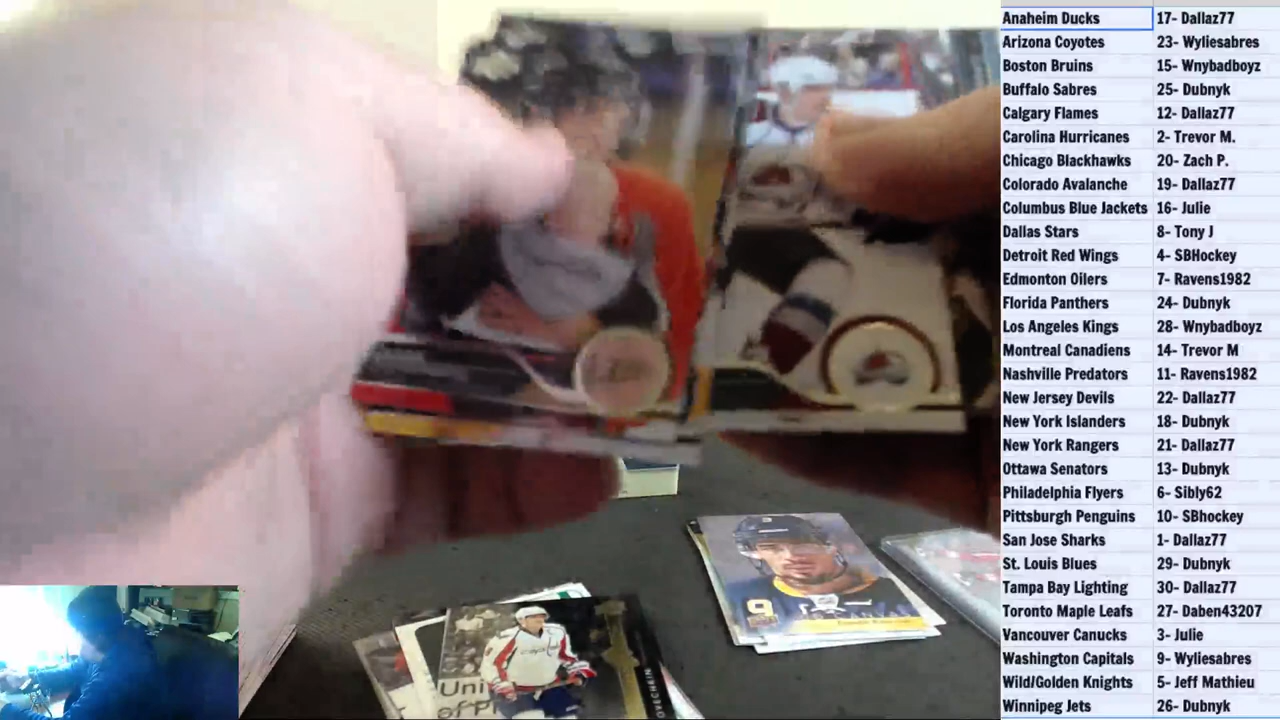 Anaheim Ducks 17- Dallaz77
Arizona Coyotes 23- Wyliesabres
Boston Bruins 15- Wnybadboyz
Buffalo Sabres 25- Dubnyk
Calgary Flames 12- Dallaz77
Carolina Hurricanes 2- Trevor M.
Chicago Blackhawks 20- Zach P.
Colorado Avalanche 19- Dallaz77
Columbus Blue Jackets 16- Julie
Dallas Stars 8- Tony J
Detroit Red Wings 4- SBHockey
Edmonton Oilers 7- Ravens1982
Florida Panthers 24- Dubnyk
Los Angeles Kings 28- Wnybadboyz
Montreal Canadiens 14- Trevor M
Nashville Predators 11- Ravens1982
New Jersey Devils 22- Dallaz77
New York Islanders 18- Dubnyk
New York Rangers 21- Dallaz77
Ottawa Senators 13- Dubnyk
Philadelphia Flyers 6- Sibly62
Pittsburgh Penguins 10- SBhockey
San Jose Sharks 1- Dallaz77
St. Louis Blues 29- Dubnyk
Tampa Bay Lighting 30- Dallaz77
Toronto Maple Leafs 27- Daben43207
Vancouver Canucks 3- Julie
Washington Capitals 9- Wyliesabres
Wild/Golden Knights 5- Jeff Mathieu
Winnipeg Jets 26- Dubnyk
9
Uni
of P
OVECHKIN